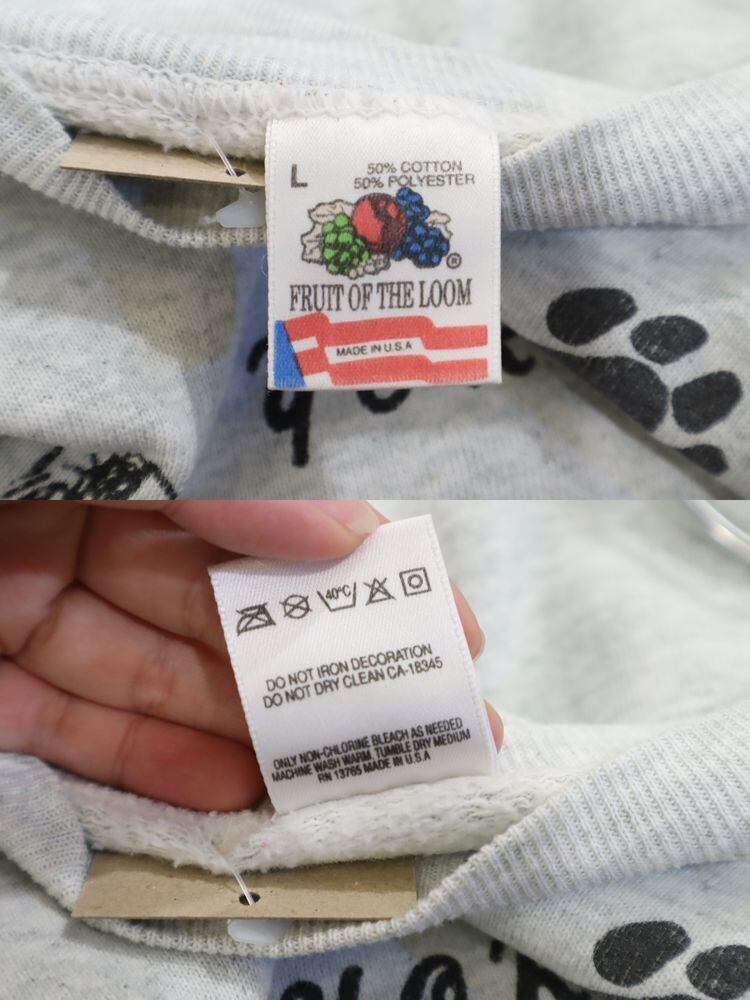 L
50% COTTON
50% POLYESTER
®
FRUIT OF THE LOOM
MADE IN U.S.A
40°C
DO NOT IRON DECORATION
DO NOT DRY CLEAN CA-18345
ONLY NON-CHLORINE BLEACH AS NEEDED
MACHINE WASH WARM, TUMBLE DRY MEDIUM
RN 13765 MADE IN U.S.A